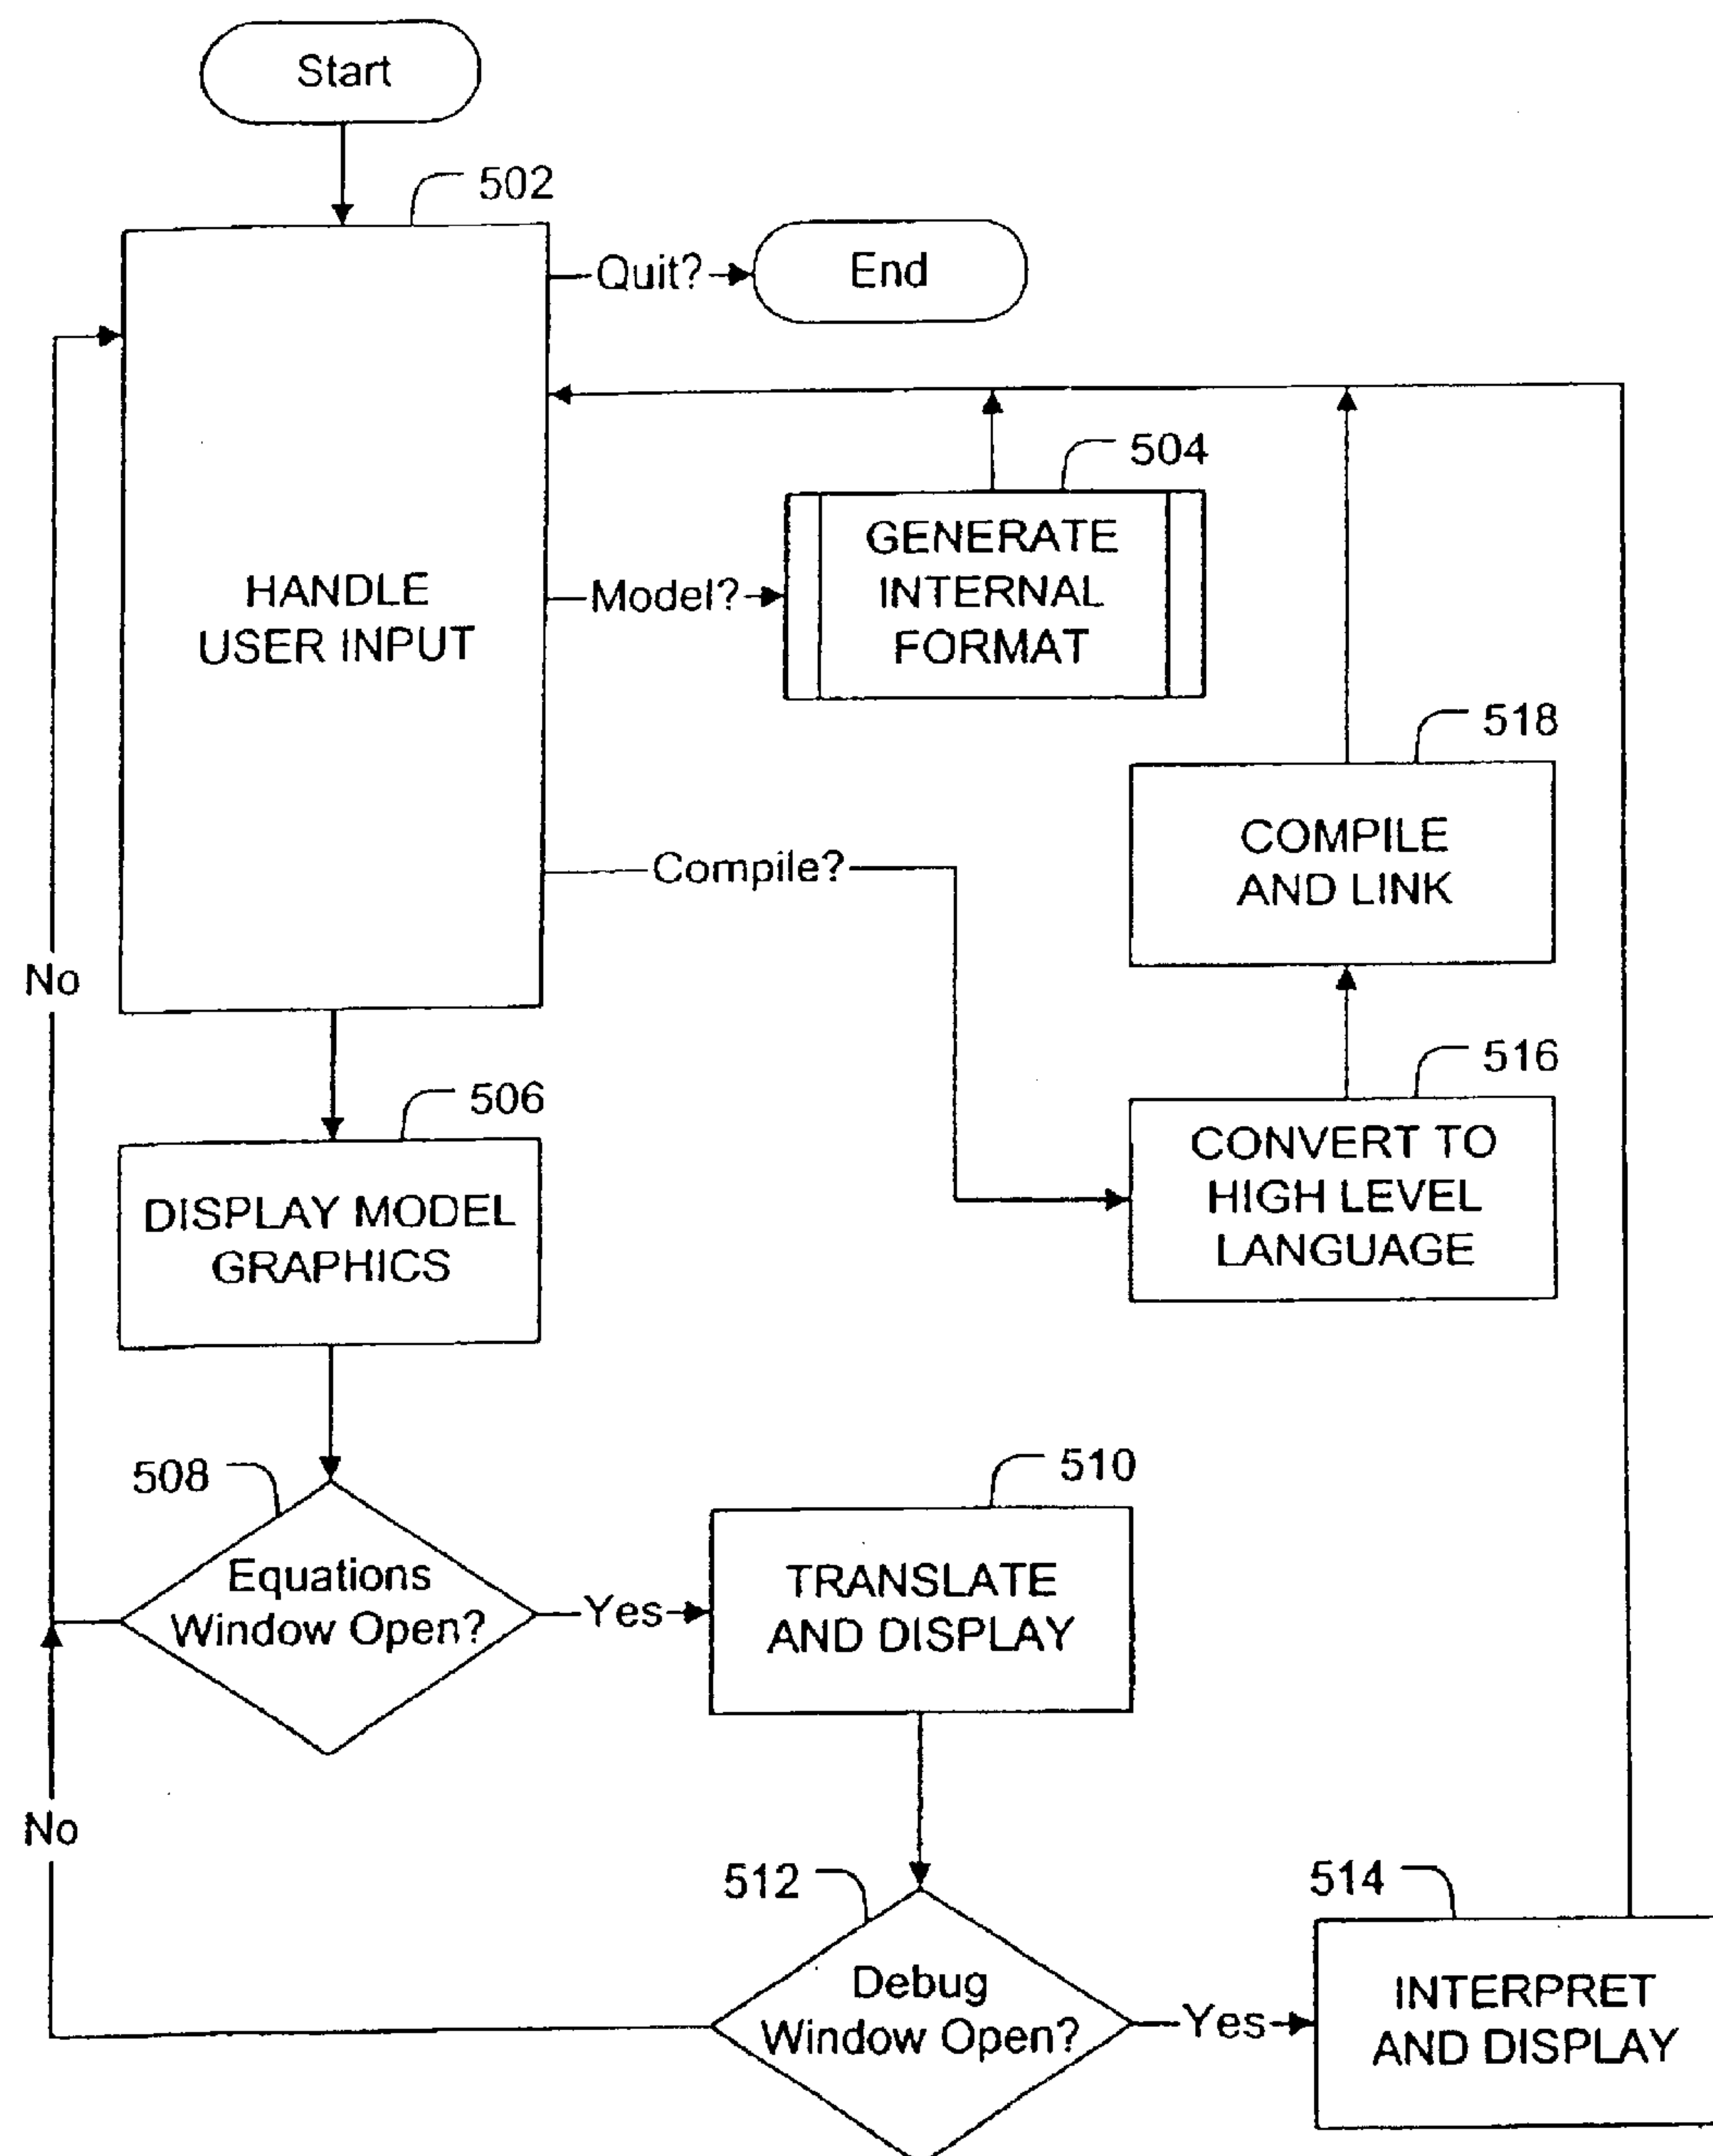 Start
502
Quit?
End
504
GENERATE
INTERNAL
FORMAT
HANDLE
USER INPUT
Model?
518
COMPILE
AND LINK
Compile?
No
516
CONVERT TO
HIGH LEVEL
LANGUAGE
506
DISPLAY MODEL
GRAPHICS
508
Equations
Window Open?
Yes
510
TRANSLATE
AND DISPLAY
No
512
Debug
Window Open?
Yes
514
INTERPRET
AND DISPLAY